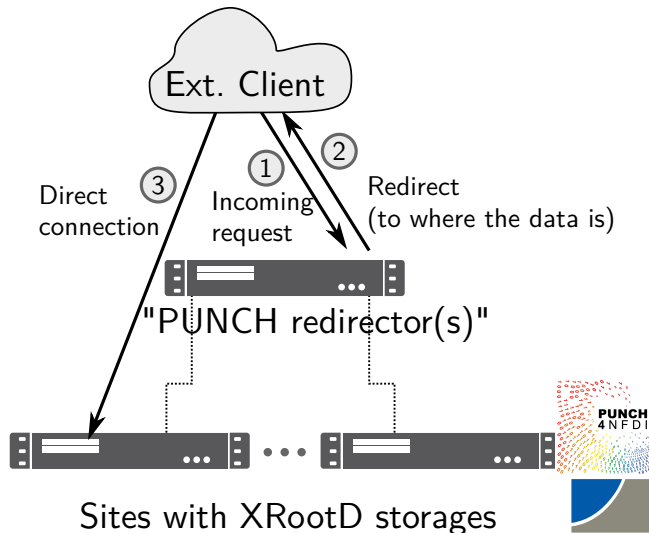 Ext. Client
1
2
3
Direct
connection
Incoming
request
Redirect
(to where the data is)
"PUNCH redirector(s)"
PUNCH
4NFDI
Sites with XRootD storages